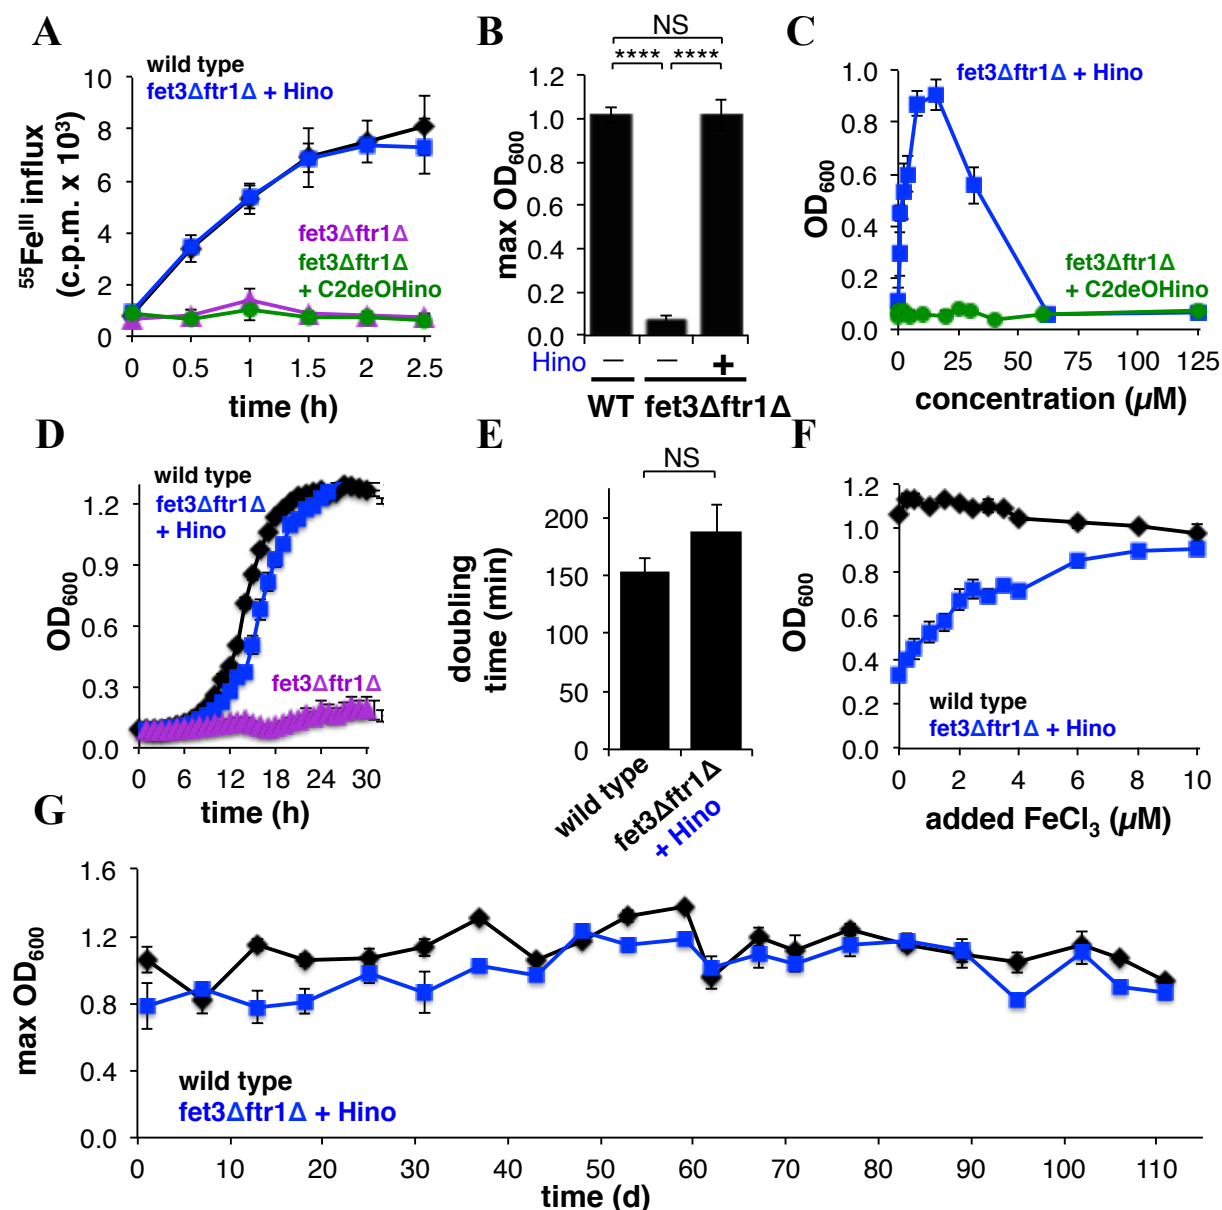 A
wild type
fet3Δftr1Δ + Hino
10
8
6
4
2
0
⁵⁵Feᴵᴵᴵ influx
(c.p.m. x 10³)
fet3Δftr1Δ
fet3Δftr1Δ
+ C2deOHino
0 0.5 1 1.5 2 2.5
time (h)
B
NS
**** ****
1.2
1.0
0.8
0.6
0.4
0.2
0.0
max OD₆₀₀
Hino − − +
WT fet3Δftr1Δ
C
fet3Δftr1Δ + Hino
1.0
0.8
0.6
0.4
0.2
0.0
OD₆₀₀
fet3Δftr1Δ
+ C2deOHino
0 25 50 75 100 125
concentration (µM)
D
wild type
fet3Δftr1Δ
+ Hino
1.2
0.9
0.6
0.3
0.0
OD₆₀₀
fet3Δftr1Δ
0 6 12 18 24 30
time (h)
E
NS
200
150
100
50
0
doubling
time (min)
wild type
fet3Δftr1Δ
+ Hino
F
1.2
1.0
0.8
0.6
0.4
0.2
0.0
OD₆₀₀
wild type
fet3Δftr1Δ + Hino
0 2 4 6 8 10
added FeCl₃ (µM)
G
1.6
1.2
0.8
0.4
0.0
max OD₆₀₀
wild type
fet3Δftr1Δ + Hino
0 10 20 30 40 50 60 70 80 90 100 110
time (d)